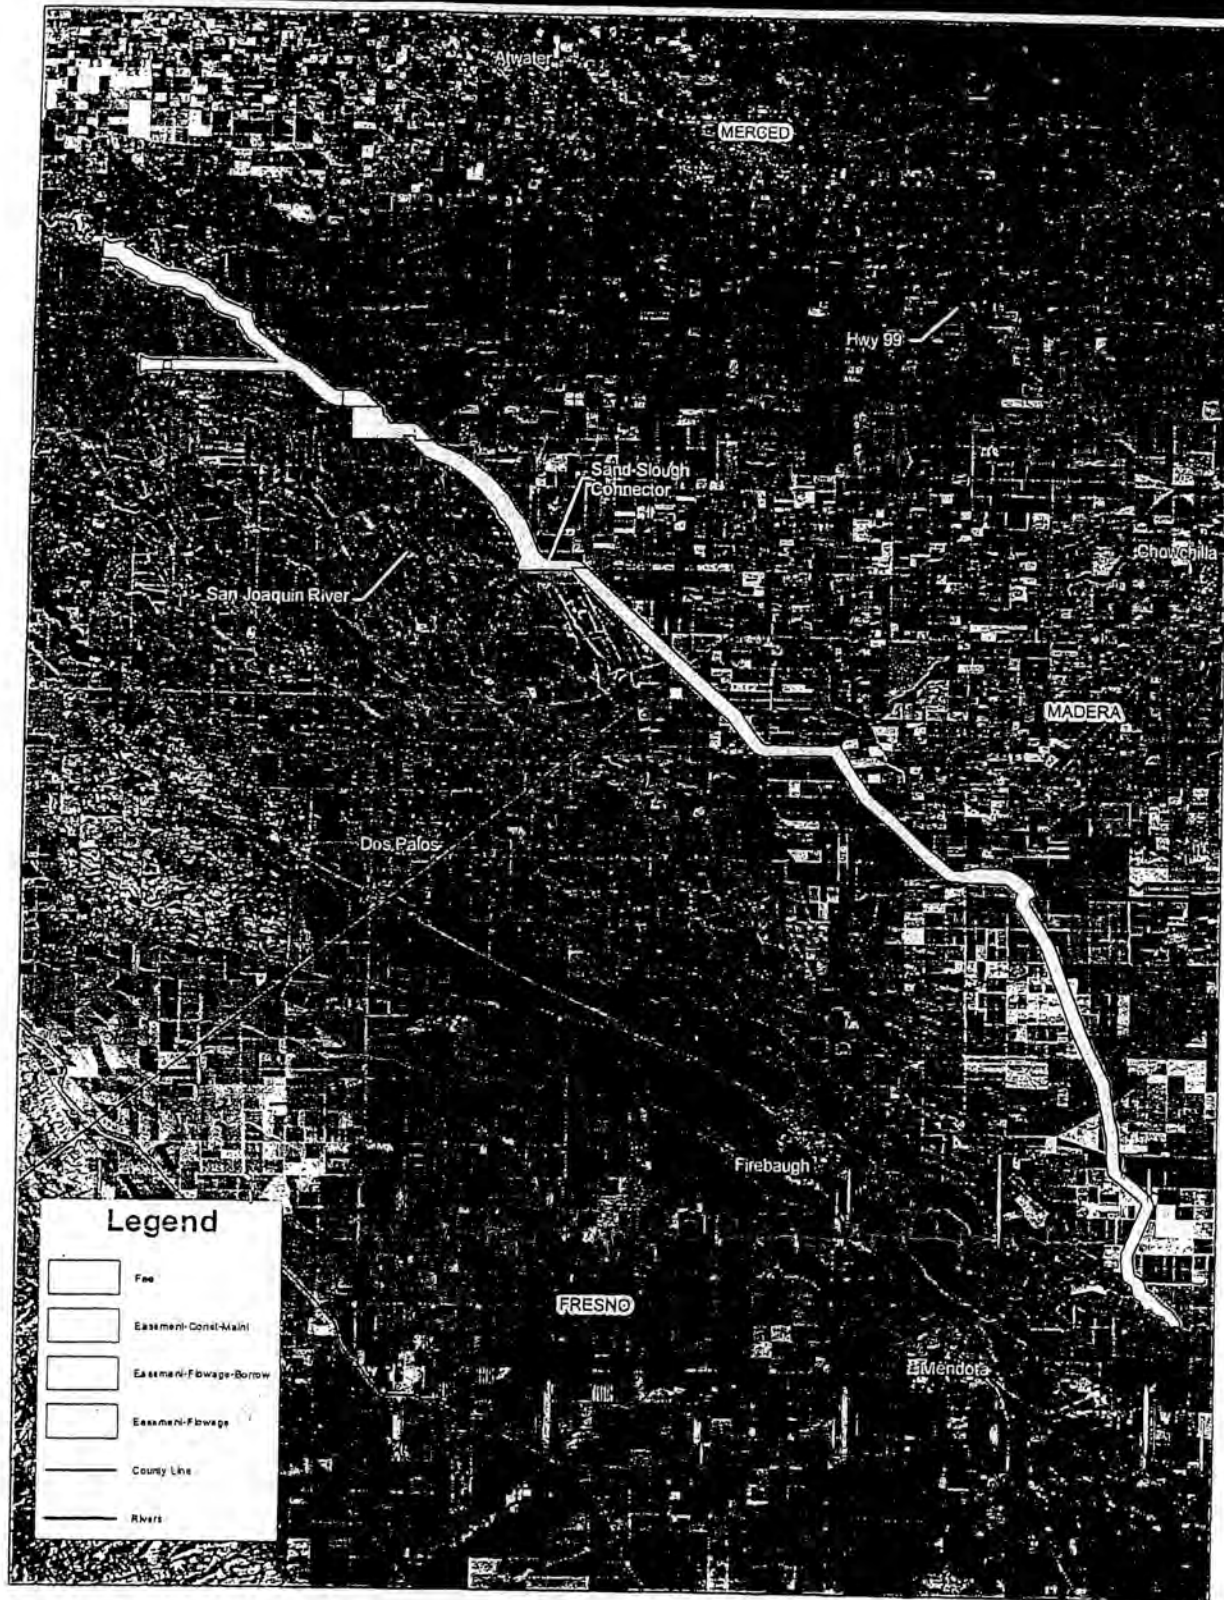 Atwater
MERCED
Hwy 99
Sand Slough
Connector
Chowchilla
San Joaquin River
MADERA
Dos Palos
Firebaugh
Legend
Fee
Easement-Const-Maint
Easement-Flowage-Borrow
Easement-Flowage
County Line
Rivers
FRESNO
Mendota